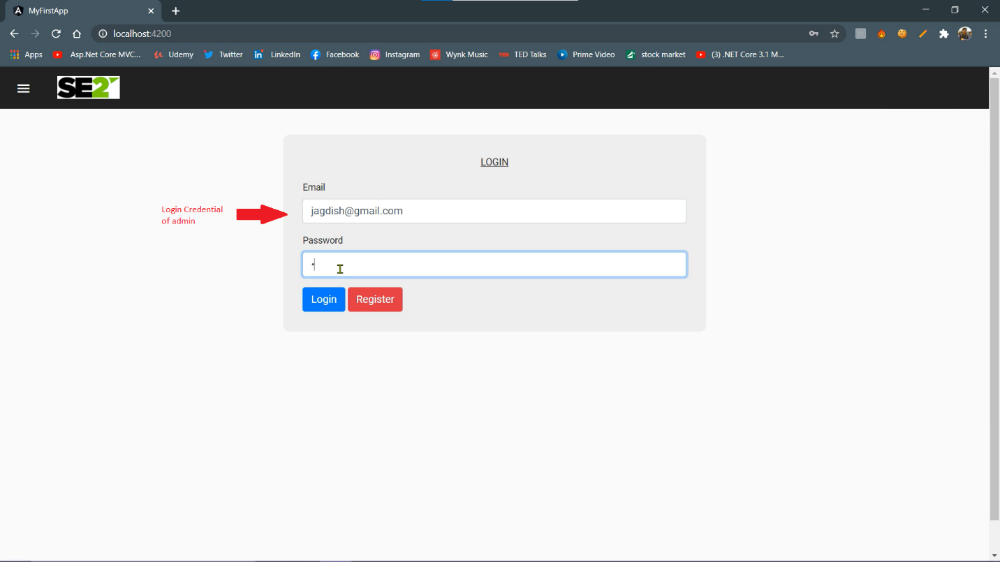 MyFirstApp
localhost:4200
Apps Asp.Net Core MVC... Udemy Twitter LinkedIn Facebook Instagram Wynk Music TED Talks Prime Video stock market (3) .NET Core 3.1 M...
SE2
LOGIN
Email
Login Credential
of admin
jagdish@gmail.com
Password
Login Register